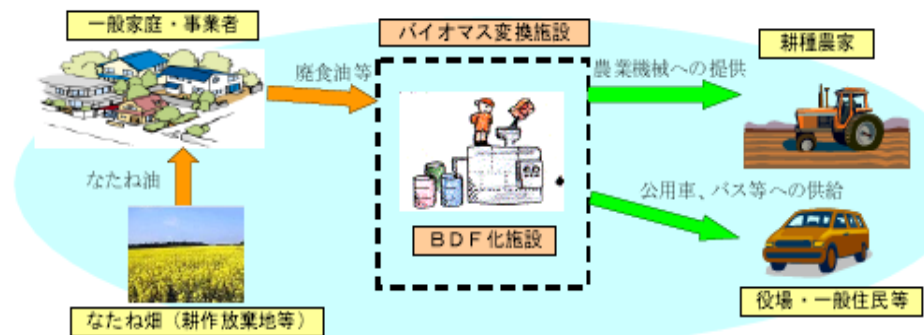 一般家庭・事業者
バイオマス変換施設
耕種農家
廃食油等
農業機械への提供
なたね油
公用車、バス等への供給
BDF化施設
なたね畑（耕作放棄地等）
役場・一般住民等